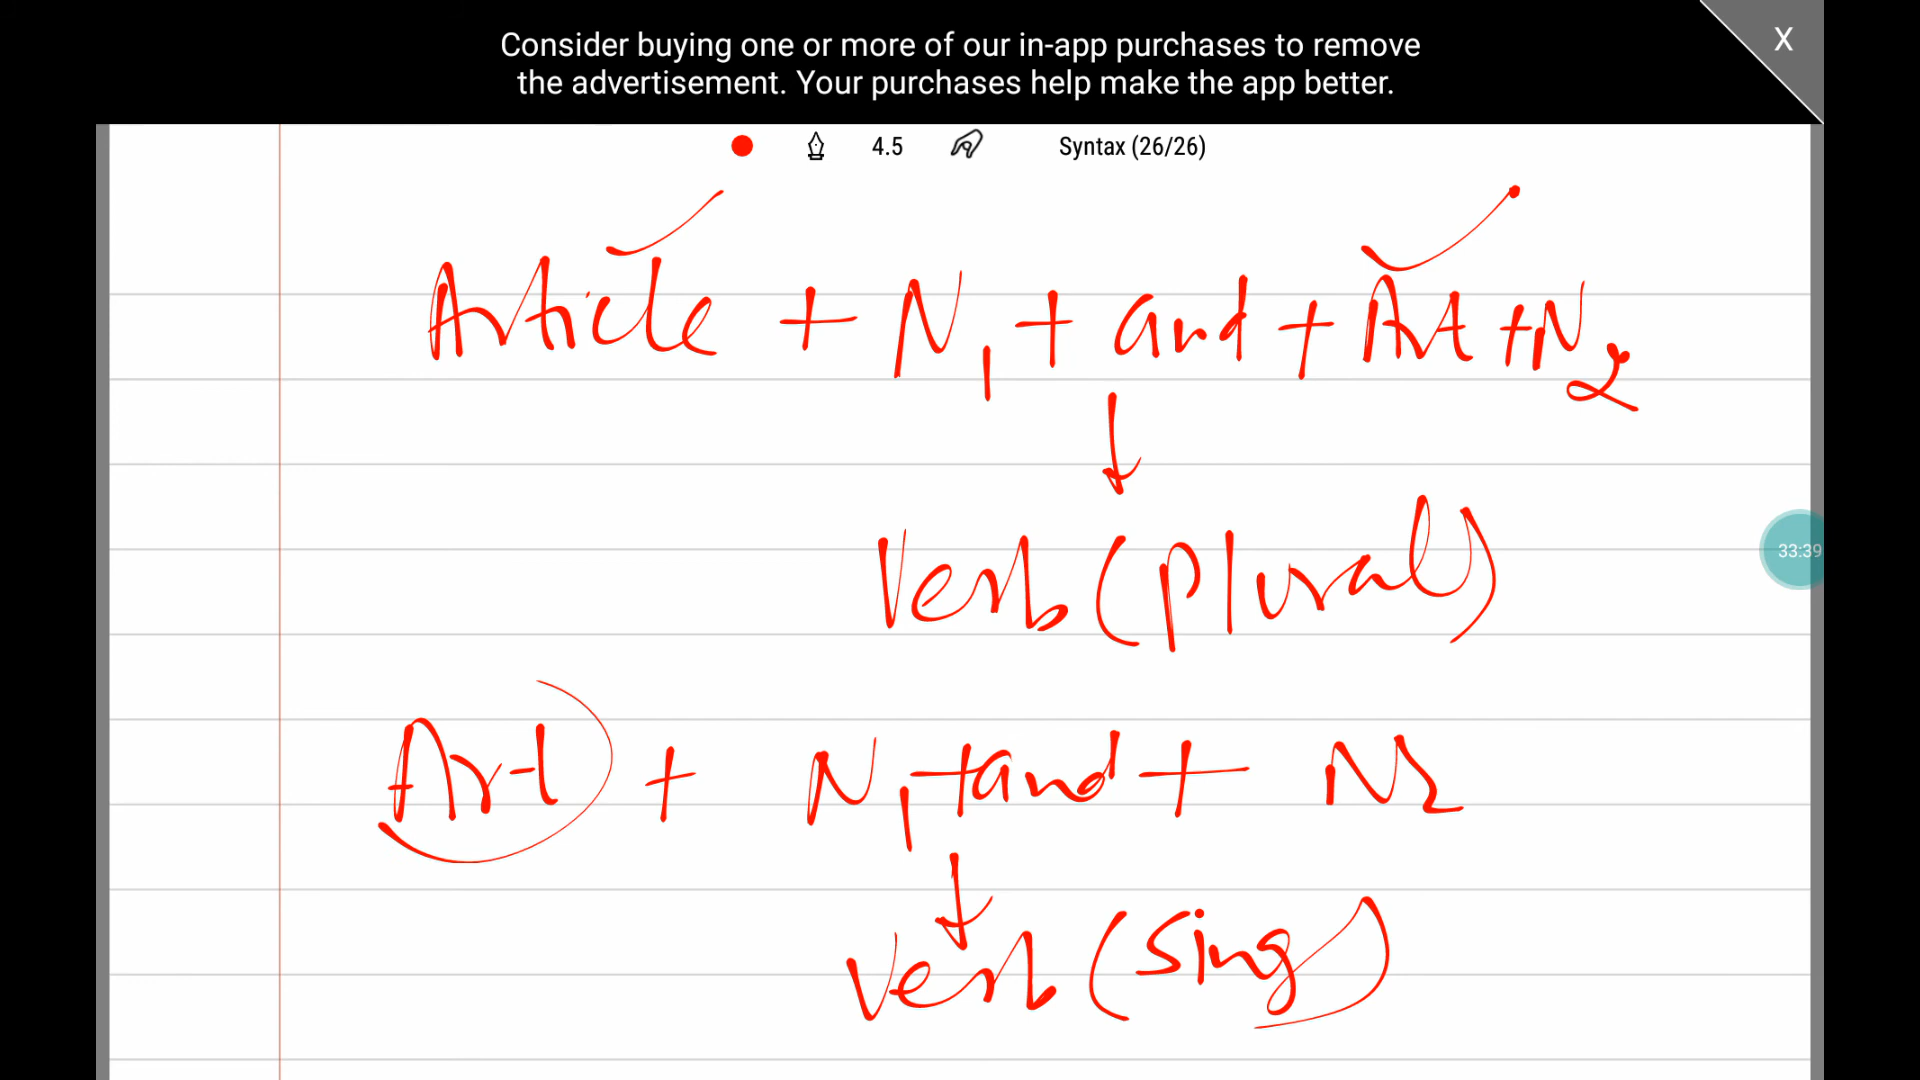 Consider buying one or more of our in-app purchases to remove
the advertisement. Your purchases help make the app better.
X
4.5 Syntax (26/26)
Article + N1 + and + Art + N2
Verb (plural)
33:39
Art + N1 + and + N2
Verb (sing)